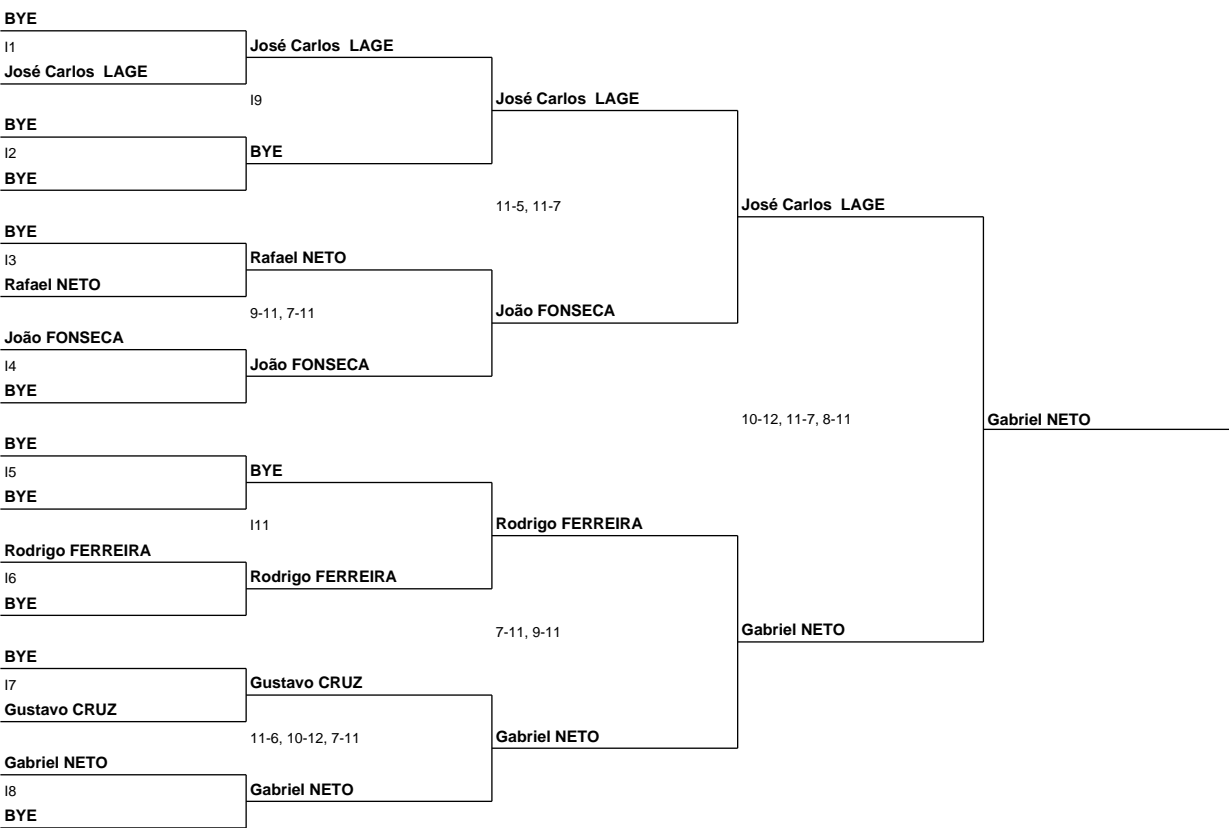 BYE
I1
José Carlos LAGE
José Carlos LAGE
I9
José Carlos LAGE
BYE
I2
BYE
BYE
11-5, 11-7
José Carlos LAGE
BYE
I3
Rafael NETO
Rafael NETO
9-11, 7-11
João FONSECA
João FONSECA
I4
João FONSECA
BYE
10-12, 11-7, 8-11
Gabriel NETO
BYE
I5
BYE
BYE
I11
Rodrigo FERREIRA
Rodrigo FERREIRA
I6
Rodrigo FERREIRA
BYE
7-11, 9-11
Gabriel NETO
BYE
I7
Gustavo CRUZ
Gustavo CRUZ
11-6, 10-12, 7-11
Gabriel NETO
Gabriel NETO
I8
Gabriel NETO
BYE